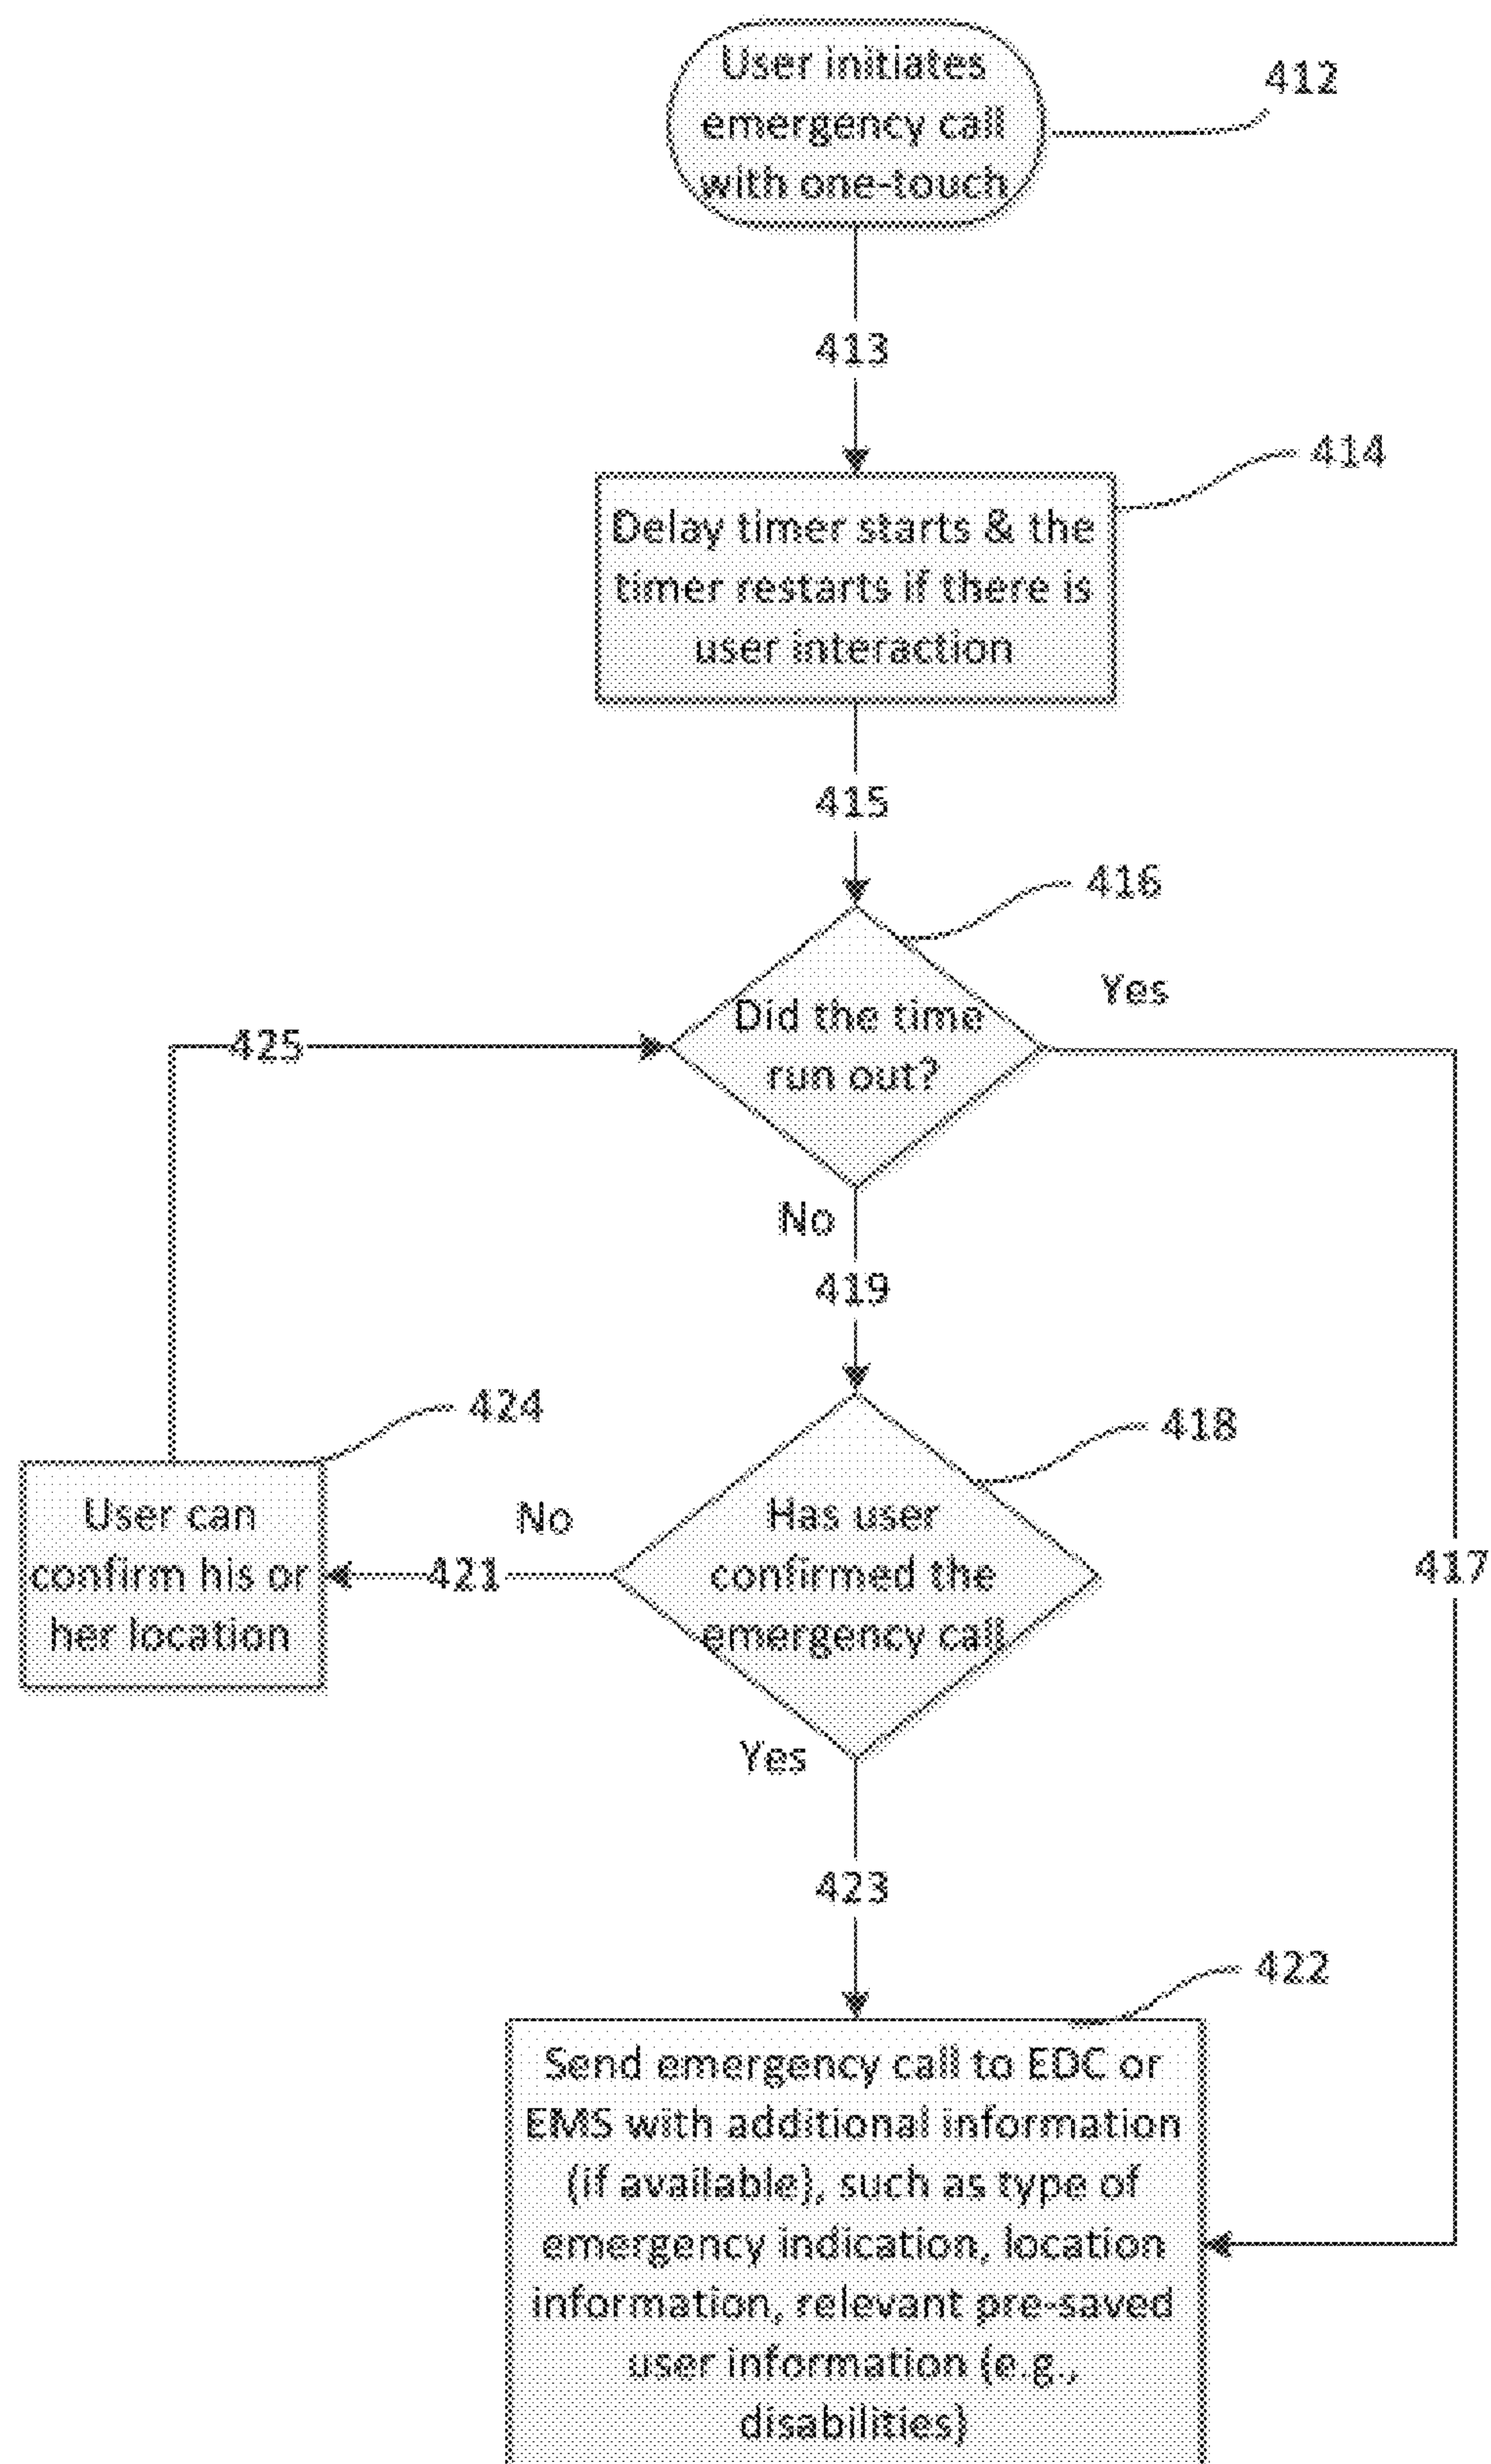 User initiates
emergency call
with one-touch
412
413
414
Delay timer starts & the
timer restarts if there is
user interaction
415
416
Yes
Did the time
run out?
425
No
419
417
424
418
User can
confirm his or
her location
No
421
Has user
confirmed the
emergency call
Yes
423
422
Send emergency call to EDC or
EMS with additional information
(if available), such as type of
emergency indication, location
information, relevant pre-saved
user information (e.g.,
disabilities)